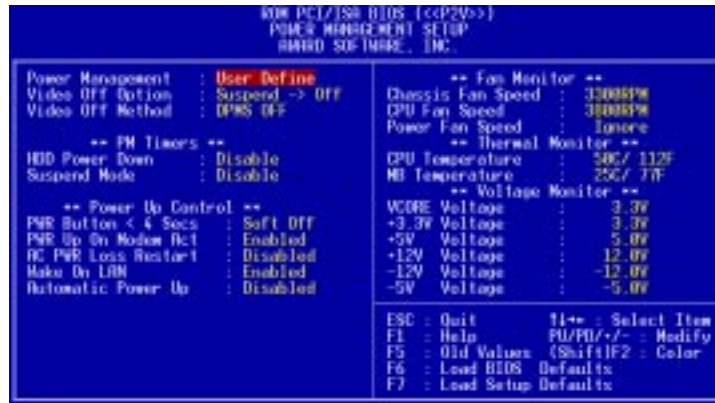 ROM PCI/ISA BIOS (<<P2V>>)
POWER MANAGEMENT SETUP
AWARD SOFTWARE, INC.
Power Management : User Define
Video Off Option : Suspend -> Off
Video Off Method : DPMS OFF
** PM Timers **
HDD Power Down : Disable
Suspend Mode : Disable
** Power Up Control **
PWR Button < 4 Secs : Soft Off
PWR Up On Modem Act : Enabled
AC PWR Loss Restart : Disabled
Wake On LAN : Enabled
Automatic Power Up : Disabled
** Fan Monitor **
Chassis Fan Speed : 3300RPM
CPU Fan Speed : 3800RPM
Power Fan Speed : Ignore
** Thermal Monitor **
CPU Temperature : 50C/ 112F
MB Temperature : 25C/ 77F
** Voltage Monitor **
VCORE Voltage : 3.3V
+3.3V Voltage : 3.3V
+5V Voltage : 5.0V
+12V Voltage : 12.0V
-12V Voltage : -12.0V
-5V Voltage : -5.0V
ESC : Quit ↑↓→← : Select Item
F1 : Help PU/PD/+/- : Modify
F5 : Old Values (Shift)F2 : Color
F6 : Load BIOS Defaults
F7 : Load Setup Defaults